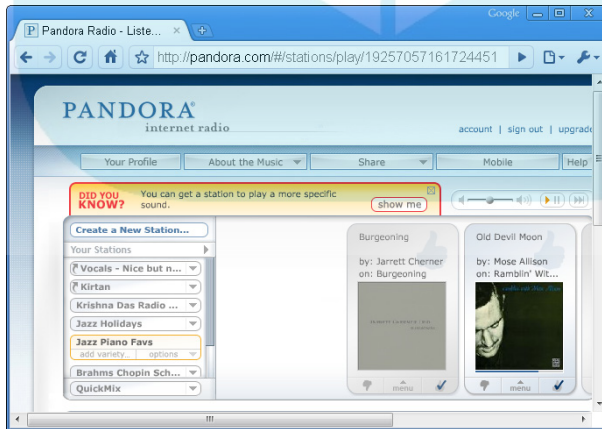 Google
Pandora Radio - Liste...
http://pandora.com/#/stations/play/19257057161724451
PANDORA®
internet radio
account | sign out | upgrade
Your Profile About the Music Share Mobile Help
DID YOU KNOW? You can get a station to play a more specific sound. show me
Create a New Station...
Your Stations
Vocals - Nice but n...
Kirtan
Krishna Das Radio ...
Jazz Holidays
Jazz Piano Favs
add variety... options
Brahms Chopin Sch...
QuickMix
Burgeoning
by: Jarrett Cherner
on: Burgeoning
menu
Old Devil Moon
by: Mose Allison
on: Ramblin' Wit...
menu